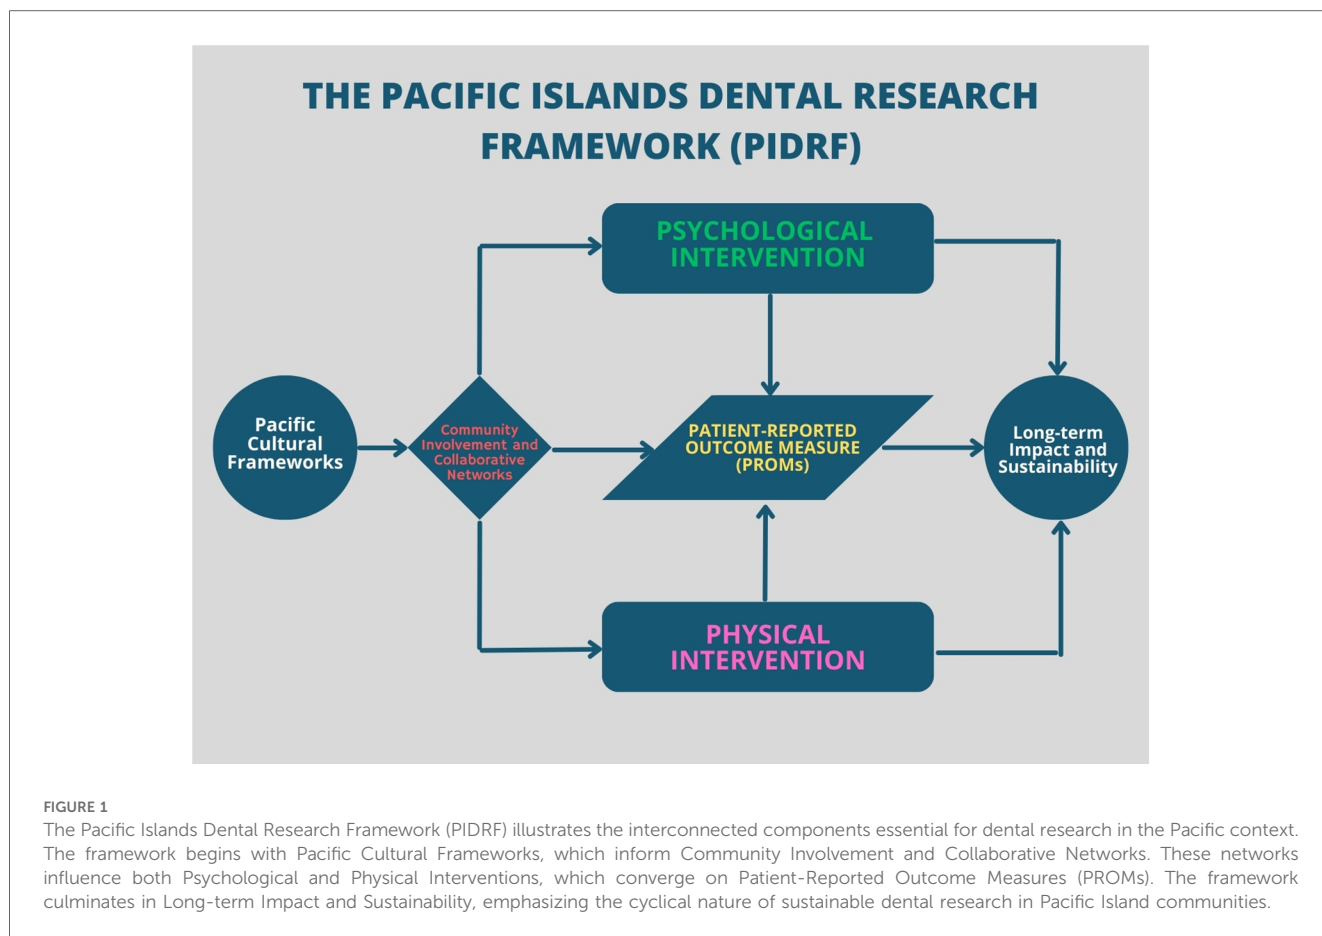 THE PACIFIC ISLANDS DENTAL RESEARCH
FRAMEWORK (PIDRF)
PSYCHOLOGICAL
INTERVENTION
Pacific
Cultural
Frameworks
Community
Involvement and
Collaborative
Networks
PATIENT-REPORTED
OUTCOME MEASURE
(PROMs)
Long-term
Impact and
Sustainability
PHYSICAL
INTERVENTION
FIGURE 1
The Pacific Islands Dental Research Framework (PIDRF) illustrates the interconnected components essential for dental research in the Pacific context.
The framework begins with Pacific Cultural Frameworks, which inform Community Involvement and Collaborative Networks. These networks
influence both Psychological and Physical Interventions, which converge on Patient-Reported Outcome Measures (PROMs). The framework
culminates in Long-term Impact and Sustainability, emphasizing the cyclical nature of sustainable dental research in Pacific Island communities.